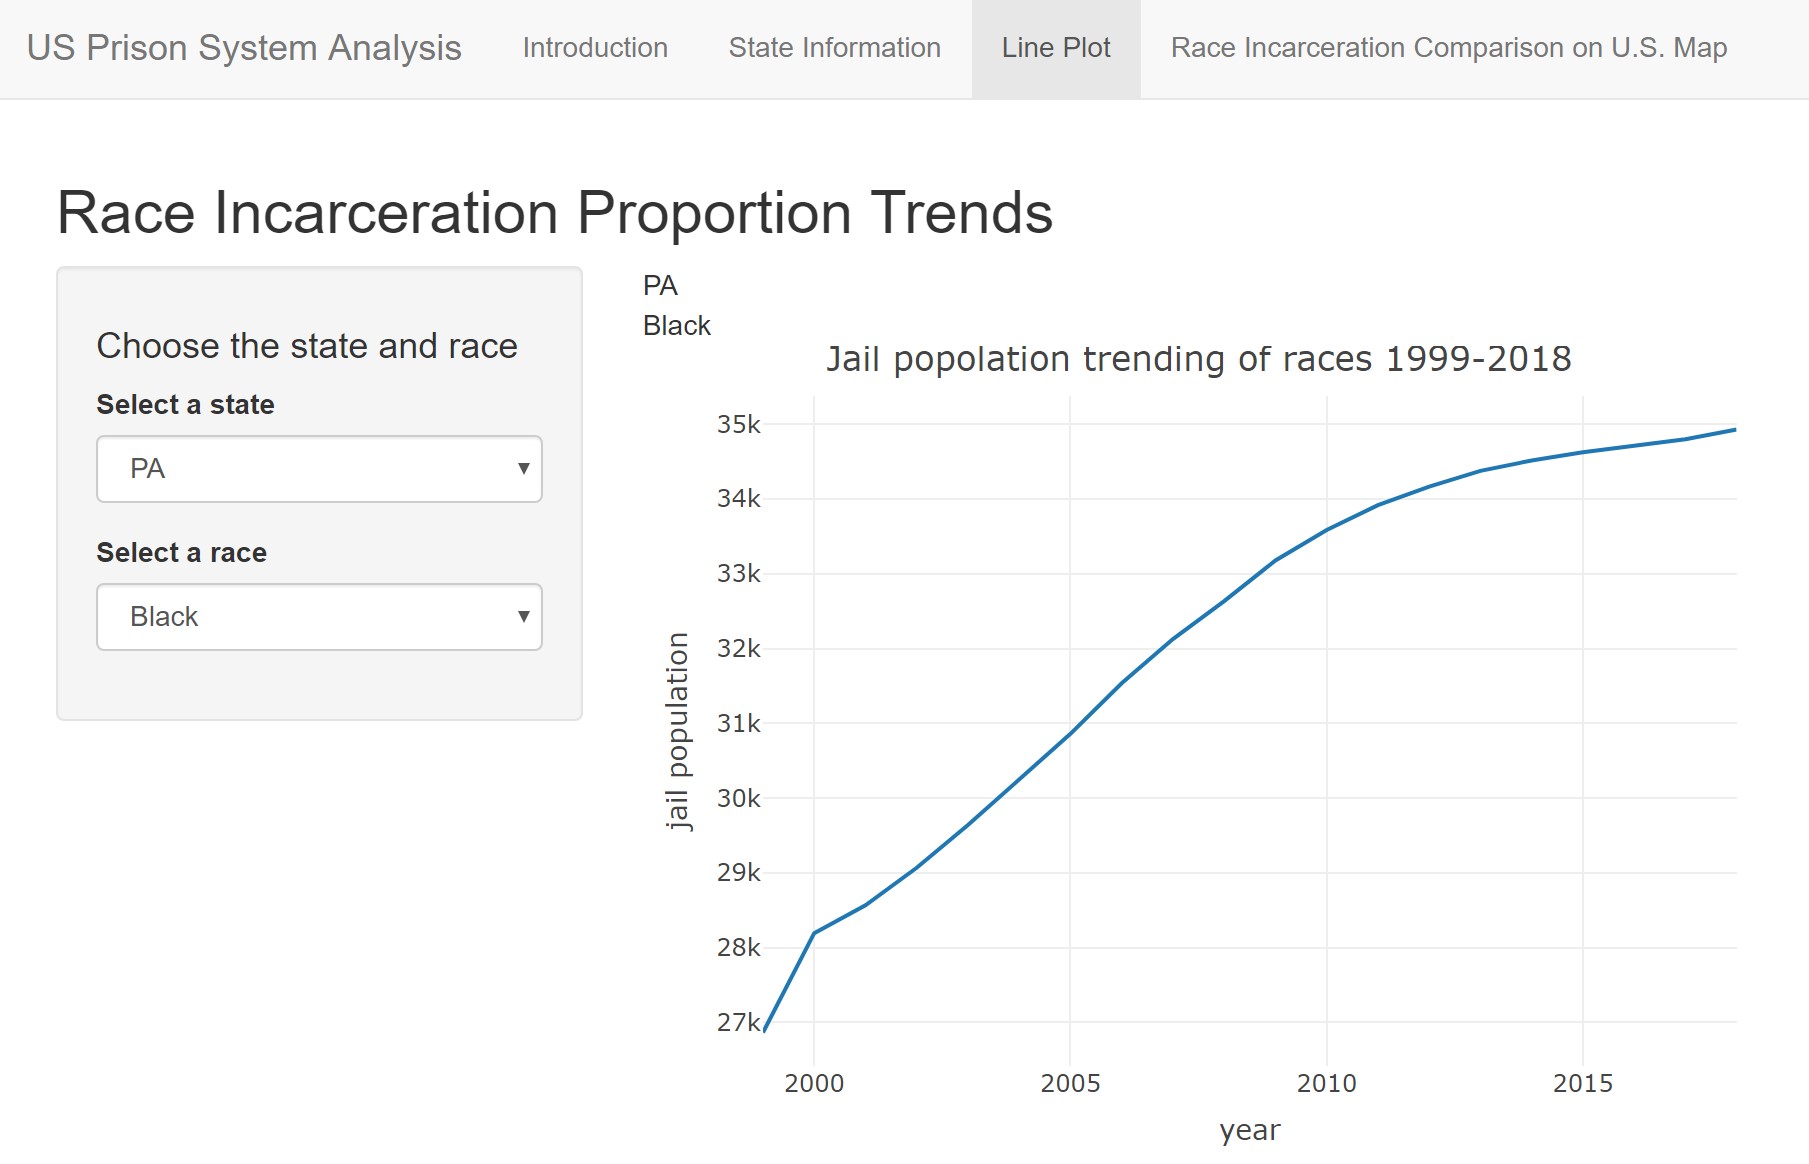 US Prison System Analysis Introduction State Information Line Plot Race Incarceration Comparison on U.S. Map
Race Incarceration Proportion Trends
Choose the state and race
Select a state
PA
Select a race
Black
PA
Black
Jail popolation trending of races 1999-2018
35k
34k
33k
32k
31k
30k
29k
28k
27k
jail population
2000 2005 2010 2015
year